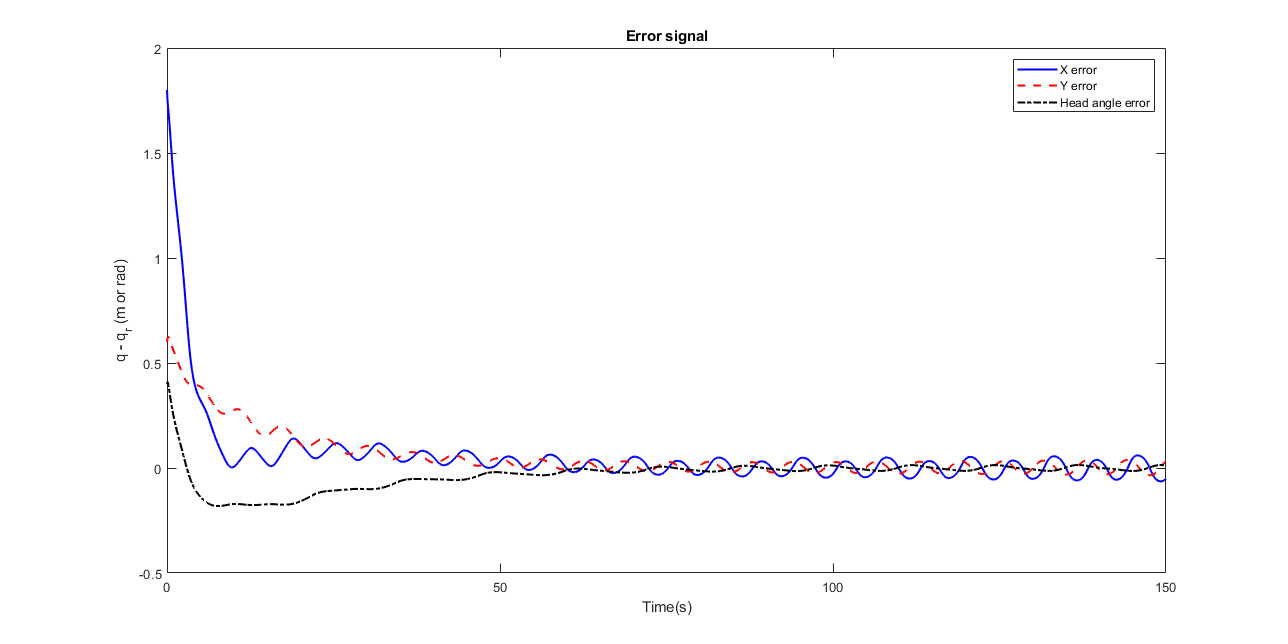 Error signal
X error
Y error
Head angle error
2
1.5
1
0.5
0
-0.5
q - q_r (m or rad)
0
50
100
150
Time(s)